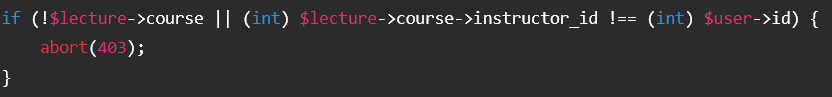 if (!$lecture->course || (int) $lecture->course->instructor_id !== (int) $user->id) {
    abort(403);
}